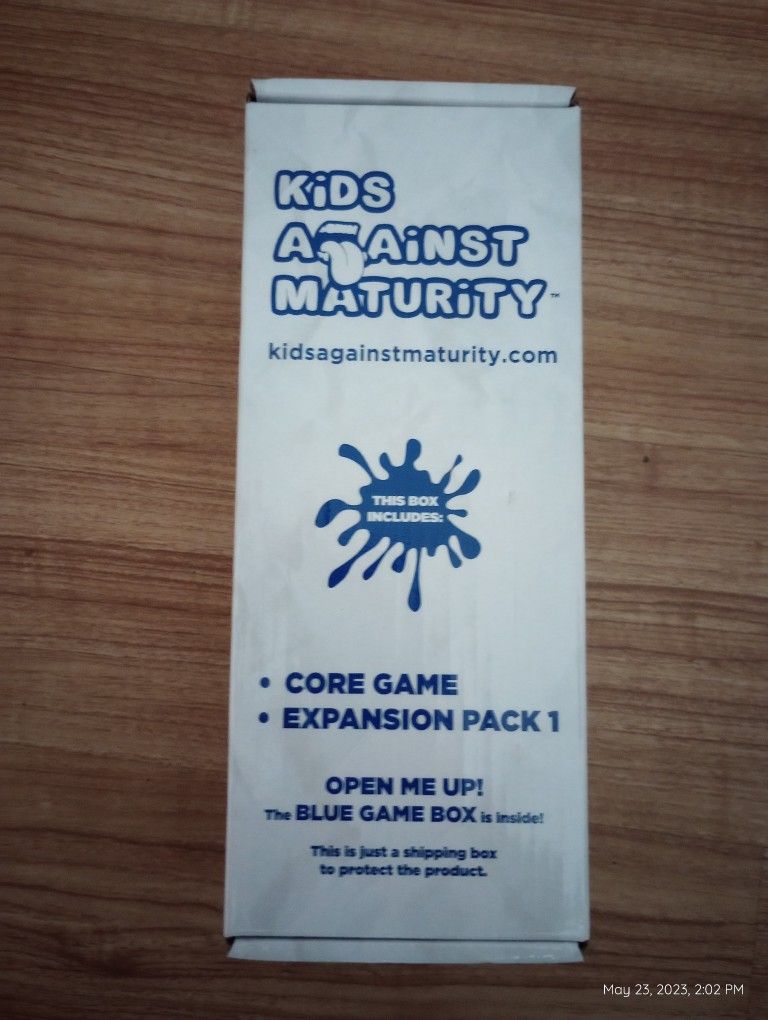 KiDS
AGAiNST
MATURiTY™
kidsagainstmaturity.com
THIS BOX
INCLUDES:
• CORE GAME
• EXPANSION PACK 1
OPEN ME UP!
The BLUE GAME BOX is inside!
This is just a shipping box
to protect the product.
May 23, 2023, 2:02 PM